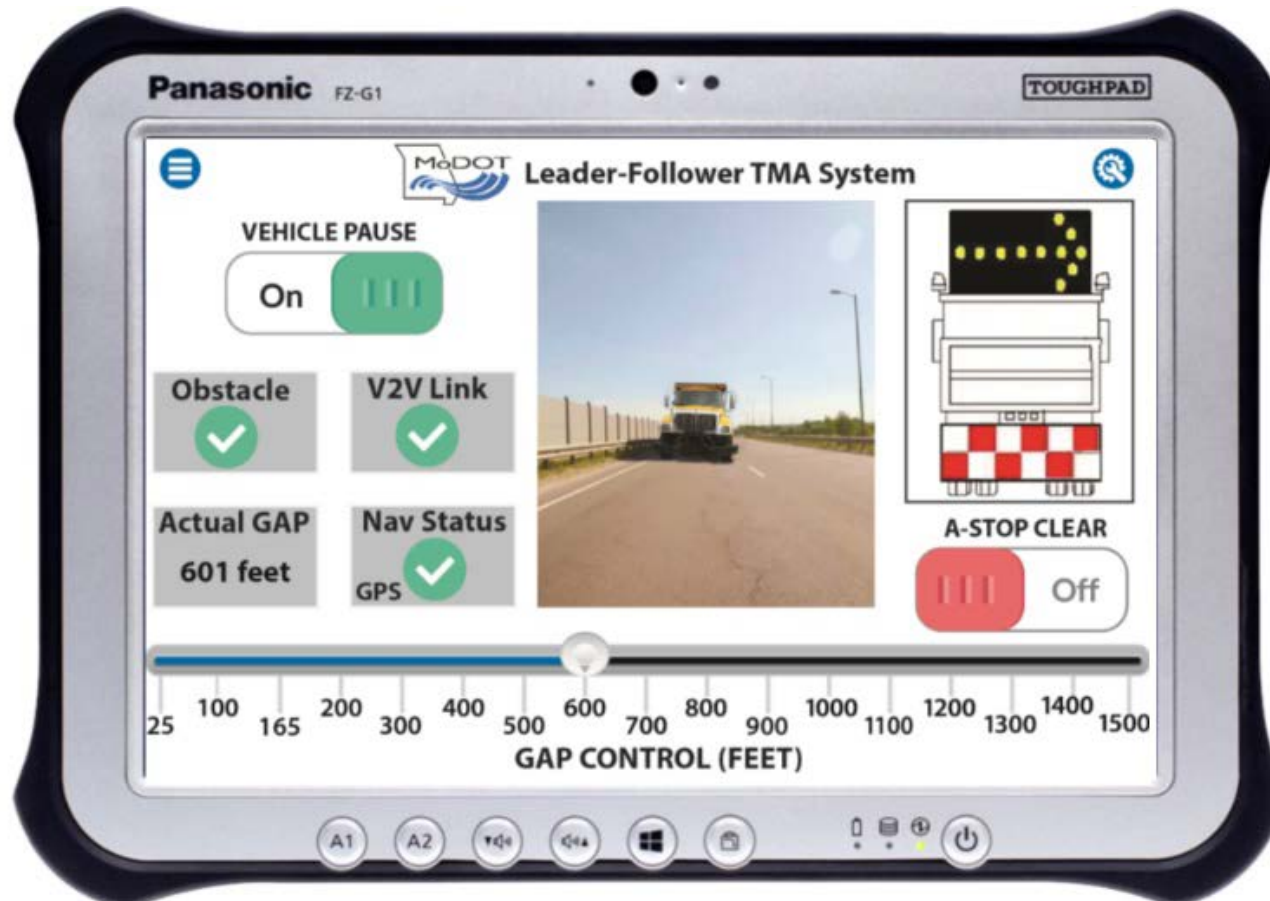 Panasonic FZ-G1
TOUGHPAD
MoDOT
Leader-Follower TMA System
VEHICLE PAUSE
On
Obstacle
V2V Link
Actual GAP
601 feet
Nav Status
GPS
A-STOP CLEAR
Off
25 100 165 200 300 400 500 600 700 800 900 1000 1100 1200 1300 1400 1500
GAP CONTROL (FEET)
A1 A2